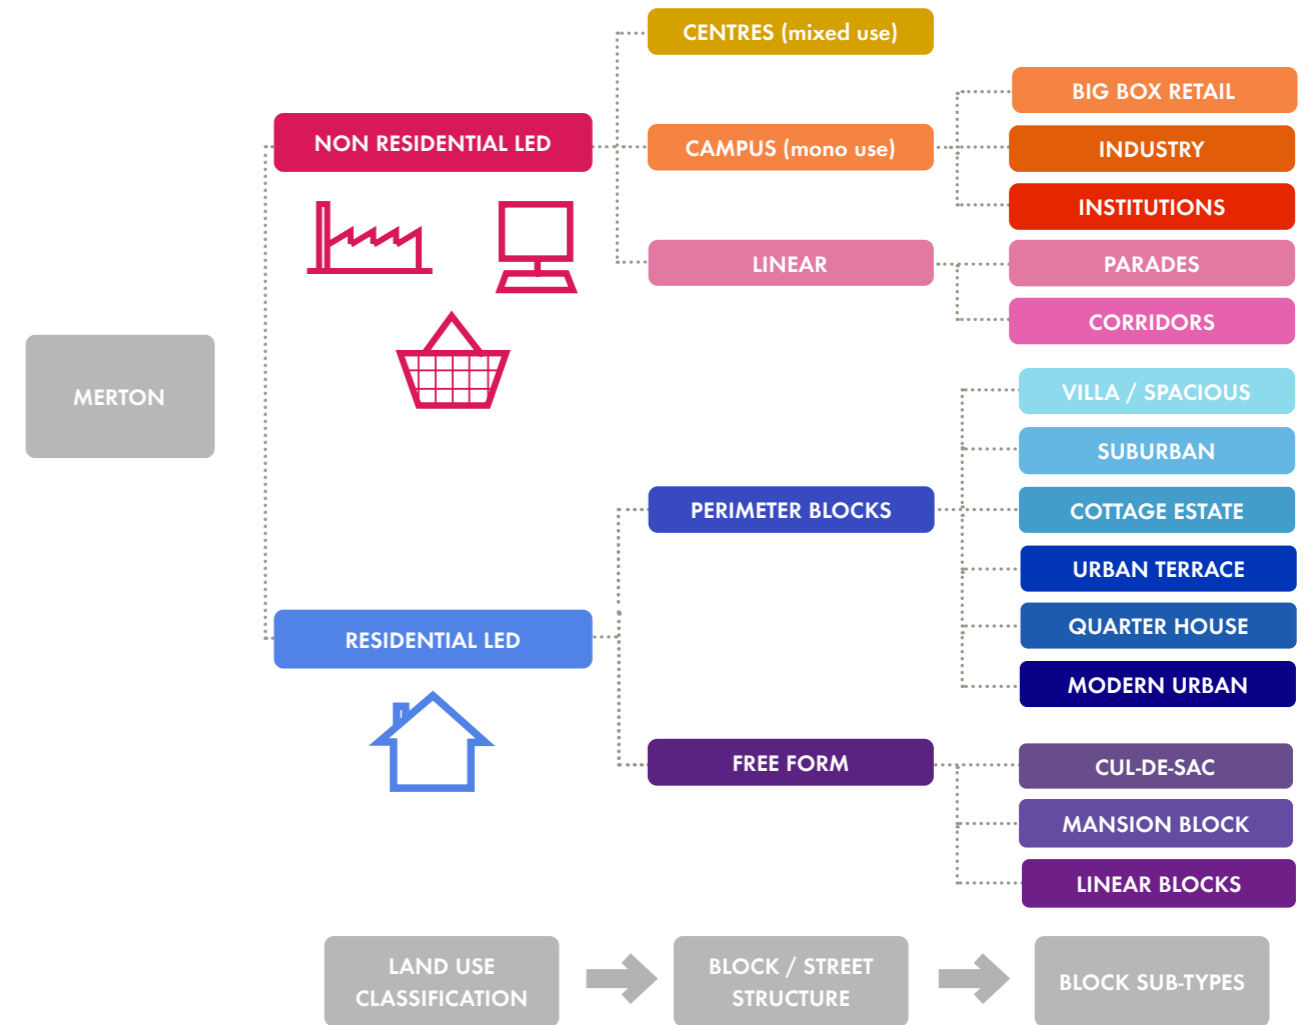 CENTRES (mixed use)
BIG BOX RETAIL
NON RESIDENTIAL LED
CAMPUS (mono use)
INDUSTRY
INSTITUTIONS
LINEAR
PARADES
CORRIDORS
MERTON
VILLA / SPACIOUS
SUBURBAN
PERIMETER BLOCKS
COTTAGE ESTATE
URBAN TERRACE
QUARTER HOUSE
RESIDENTIAL LED
MODERN URBAN
FREE FORM
CUL-DE-SAC
MANSION BLOCK
LINEAR BLOCKS
LAND USE
CLASSIFICATION
BLOCK / STREET
STRUCTURE
BLOCK SUB-TYPES